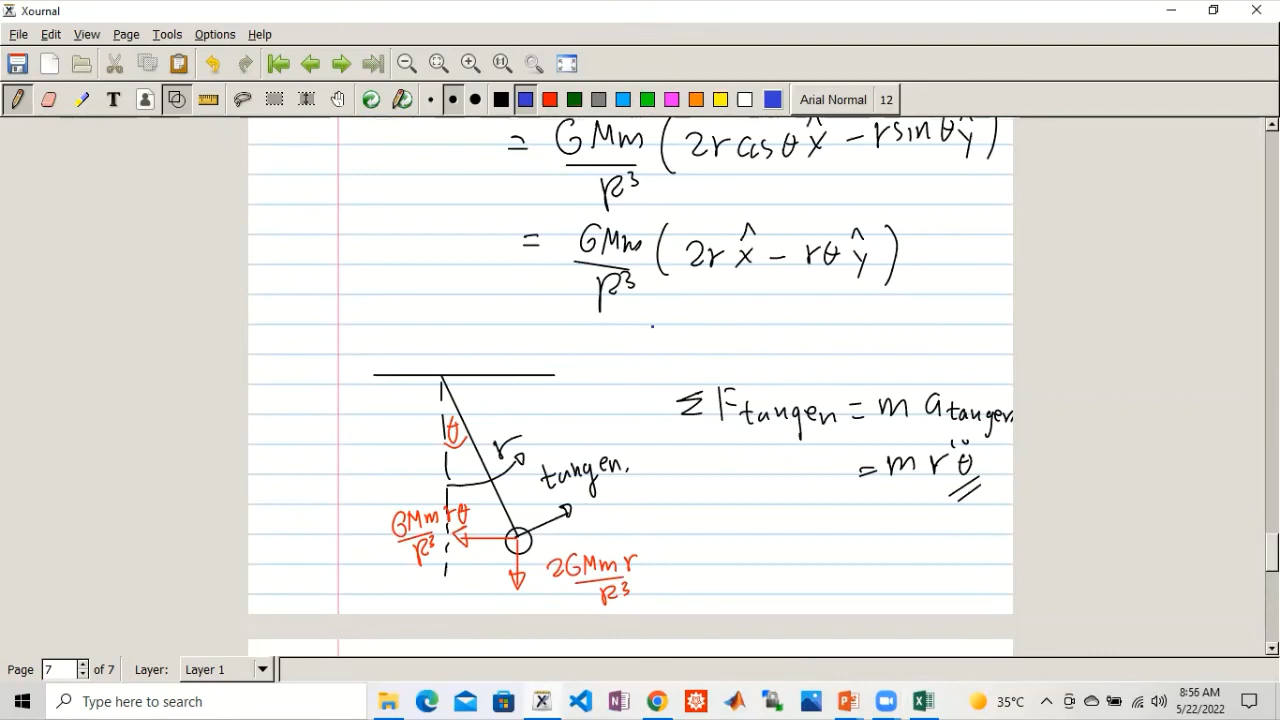 Xournal
File Edit View Page Tools Options Help
Arial Normal 12
= GMm/R³ (2r cos θ x̂ - r sin θ ŷ)
= GMm/R³ (2r x̂ - rθ ŷ)
Σ F tangen = m a tangen.
= m r θ̈
θ
r
tangen.
GMm/R³ rθ
2GMm r/R³
Page 7 of 7 Layer: Layer 1
Type here to search
35°C
8:56 AM
5/22/2022